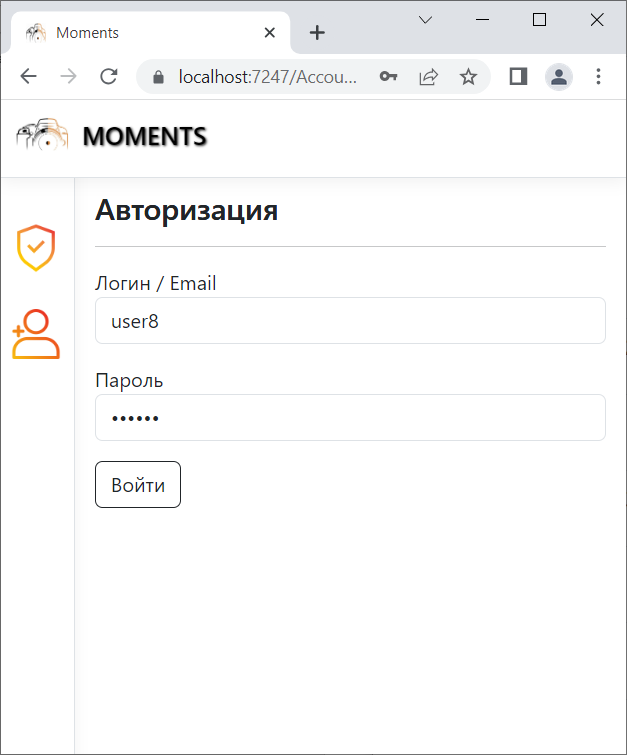 Moments
localhost:7247/Accou...
MOMENTS
Авторизация
Логин / Email
user8
Пароль
••••••
Войти